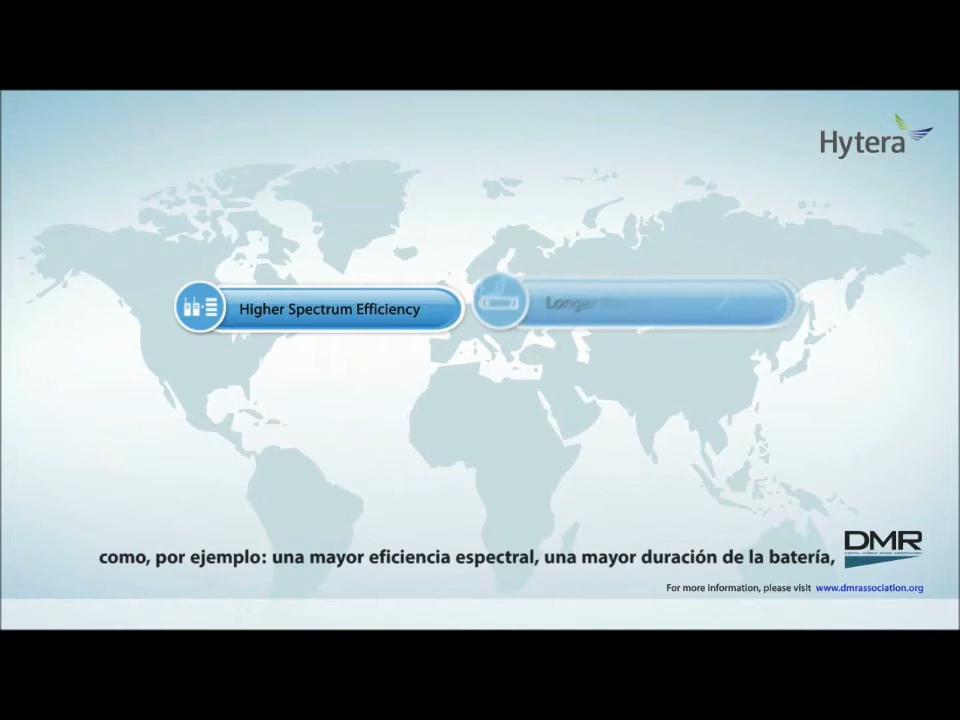 Hytera
Higher Spectrum Efficiency
Longer
como, por ejemplo: una mayor eficiencia espectral, una mayor duración de la batería,
DMR
For more information, please visit www.dmrassociation.org